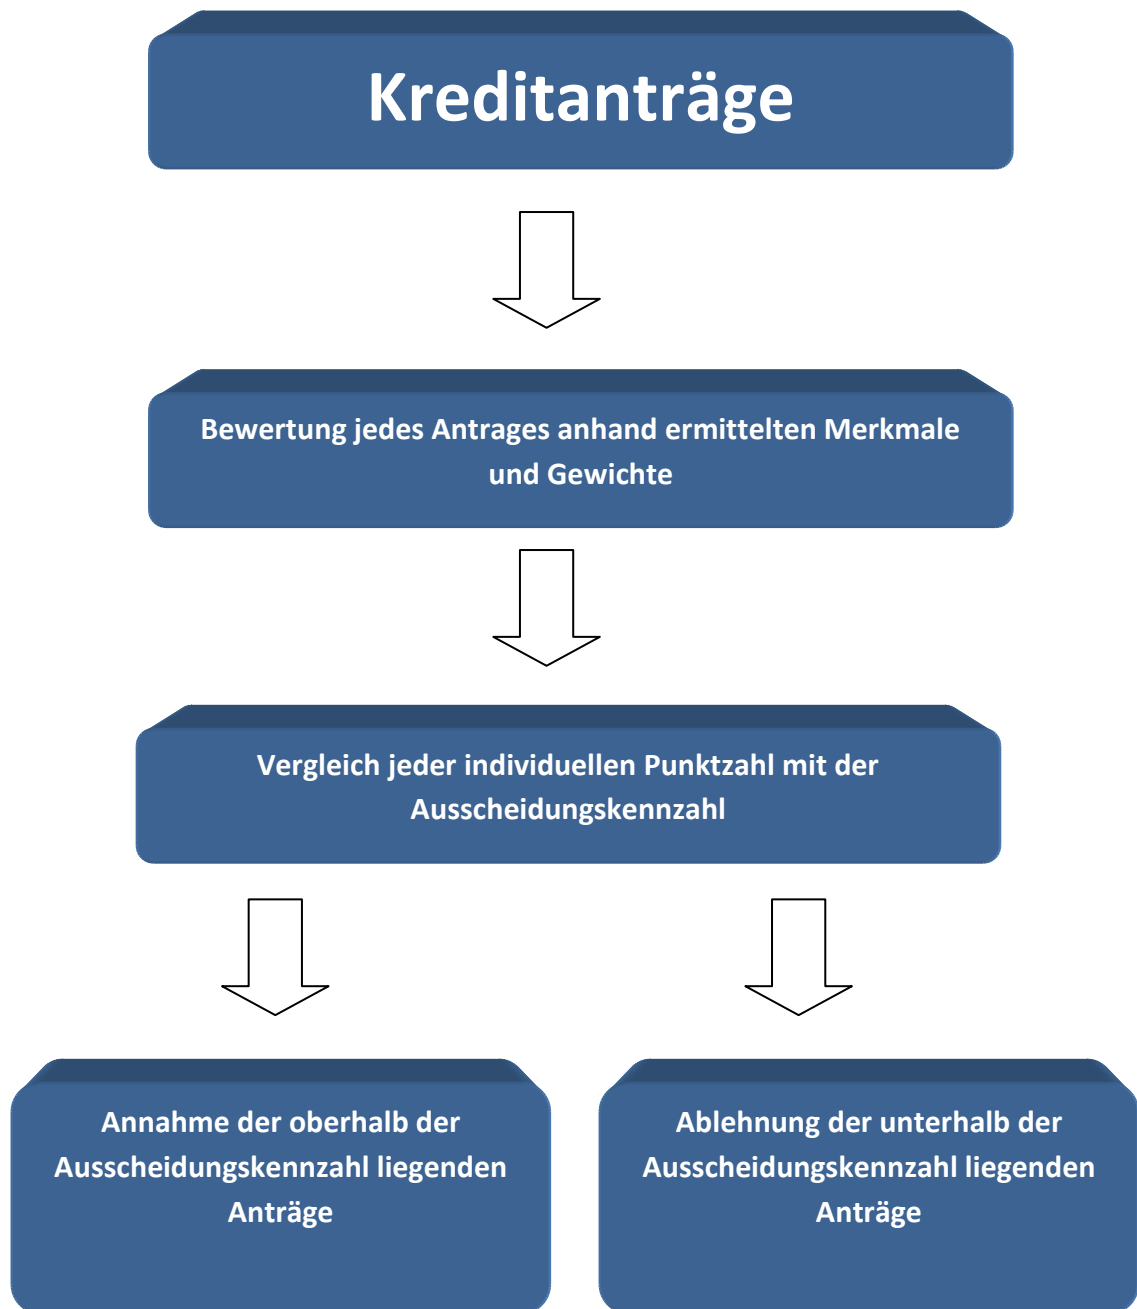 Kreditanträge
Bewertung jedes Antrages anhand ermittelten Merkmale
und Gewichte
Vergleich jeder individuellen Punktzahl mit der
Ausscheidungskennzahl
Annahme der oberhalb der
Ausscheidungskennzahl liegenden
Anträge
Ablehnung der unterhalb der
Ausscheidungskennzahl liegenden
Anträge